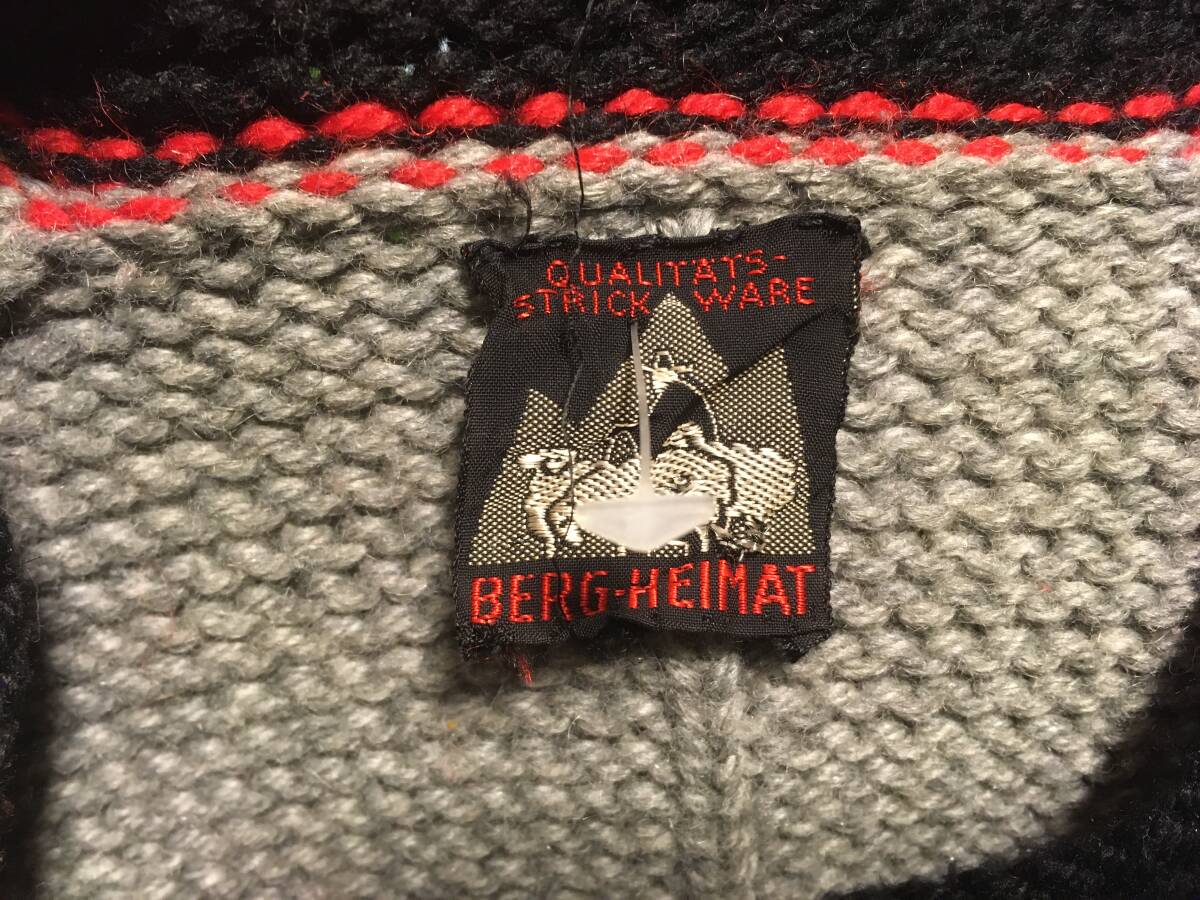 QUALITÄTS-
STRICK WARE
BERG-HEIMAT